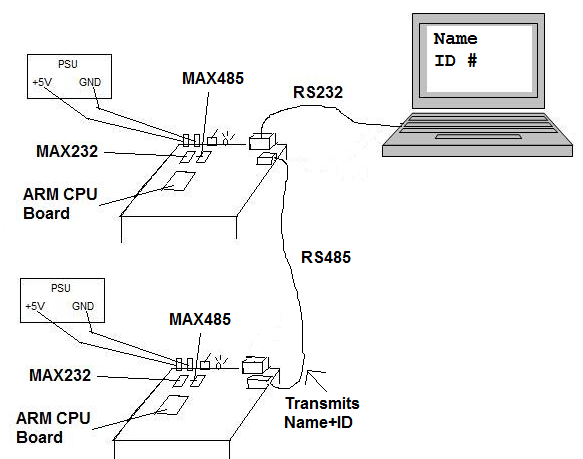 Name
ID #
PSU
+5V GND
MAX485
RS232
MAX232
ARM CPU
Board
RS485
PSU
+5V GND
MAX485
MAX232
Transmits
Name+ID
ARM CPU
Board